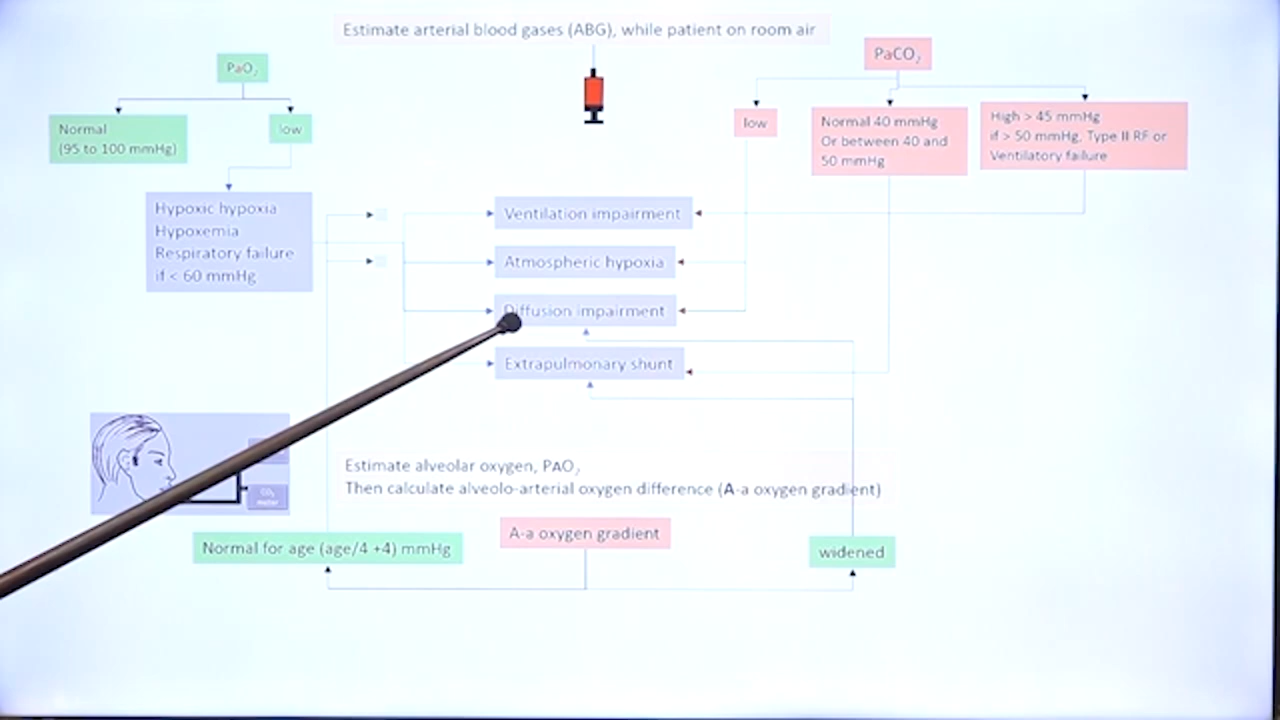 Estimate arterial blood gases (ABG), while patient on room air
PaO2
PaCO2
Normal
(95 to 100 mmHg)
low
low
Normal 40 mmHg
Or between 40 and
50 mmHg
High > 45 mmHg
if > 50 mmHg, Type II RF or
Ventilatory failure
Hypoxic hypoxia
Hypoxemia
Respiratory failure
if < 60 mmHg
Ventilation impairment
Atmospheric hypoxia
Diffusion impairment
Extrapulmonary shunt
CO2
meter
Estimate alveolar oxygen, PAO2
Then calculate alveolo-arterial oxygen difference (A-a oxygen gradient)
Normal for age (age/4 +4) mmHg
A-a oxygen gradient
widened